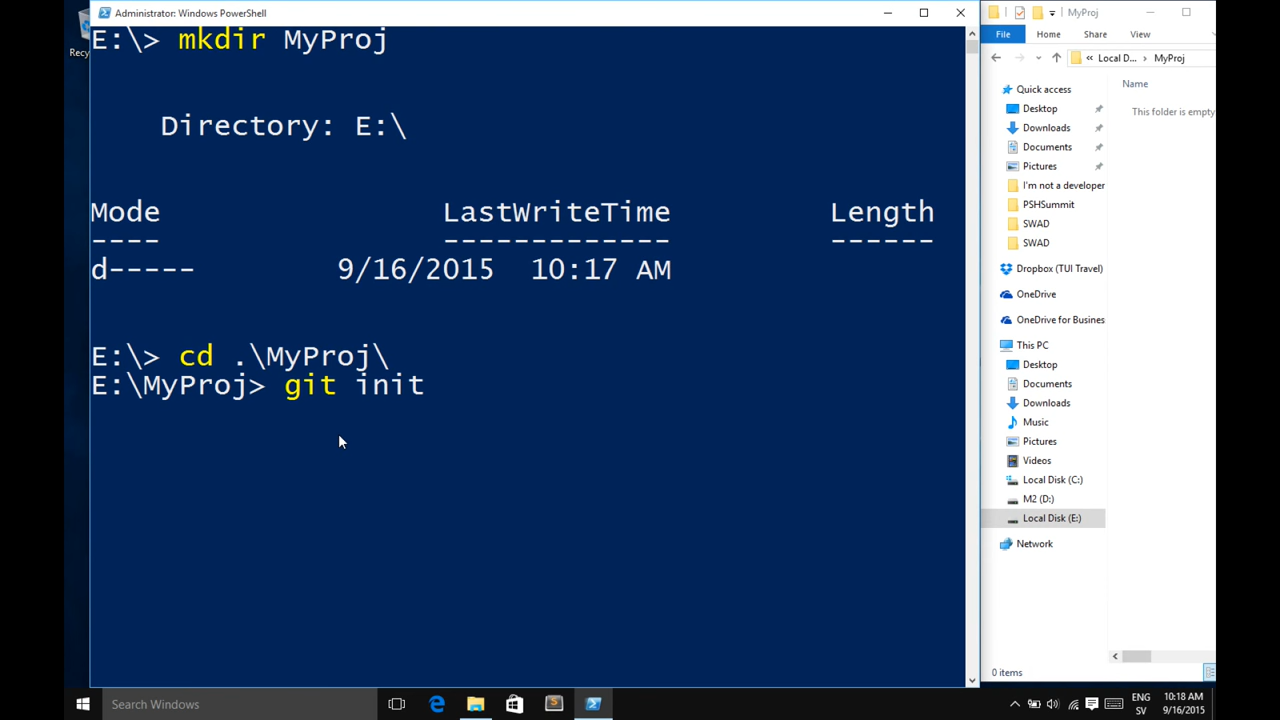 Administrator: Windows PowerShell
E:\> mkdir MyProj
Directory: E:\
Mode LastWriteTime Length
---- ------------- ------
d----- 9/16/2015 10:17 AM
E:\> cd .\MyProj\
E:\MyProj> git init
MyProj
File Home Share View
« Local D... › MyProj
Name
This folder is empty
Quick access
Desktop
Downloads
Documents
Pictures
I'm not a developer
PSHSummit
SWAD
SWAD
Dropbox (TUI Travel)
OneDrive
OneDrive for Busines
This PC
Desktop
Documents
Downloads
Music
Pictures
Videos
Local Disk (C:)
M2 (D:)
Local Disk (E:)
Network
0 items
Search Windows
ENG
SV
10:18 AM
9/16/2015